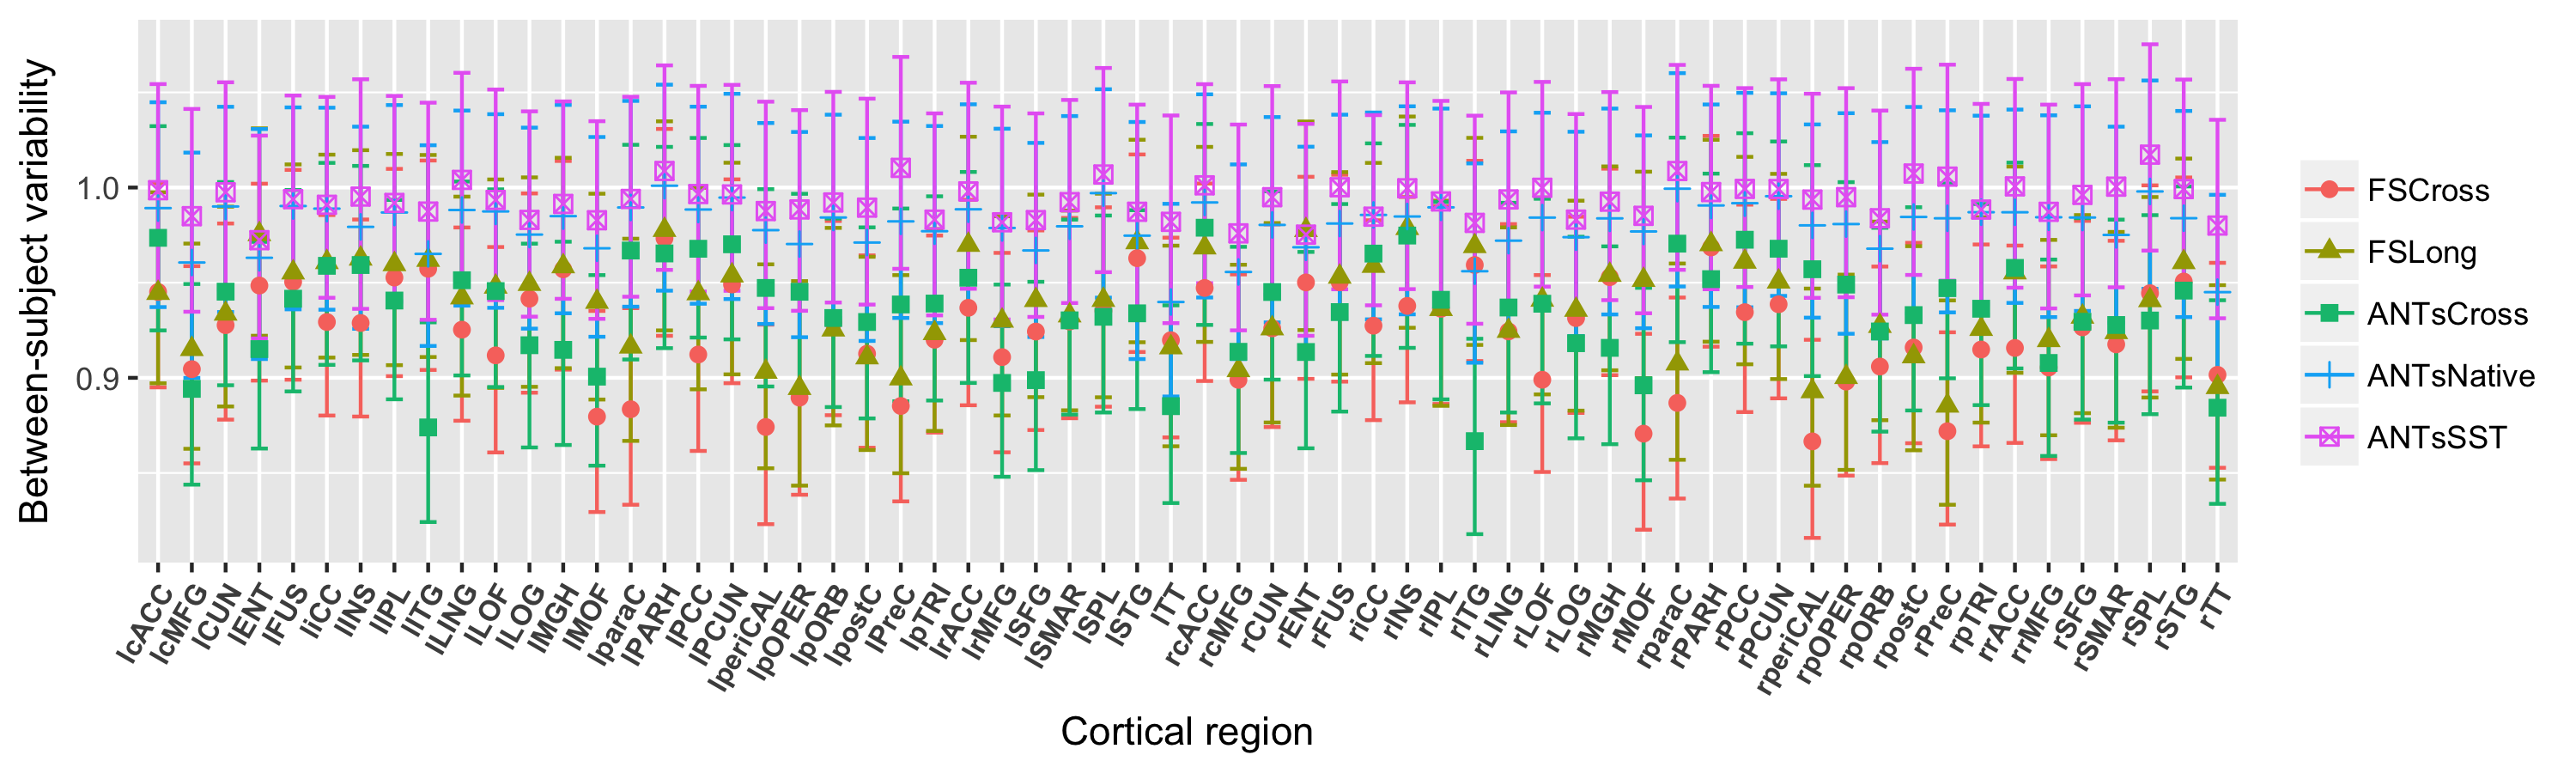 Between-subject variability
1.0
0.9
lcACC
lcMFG
lCUN
lENT
lFUS
liCC
lINS
lIPL
lITG
lLING
lLOF
lLOG
lMGH
lMOF
lparaC
lPARH
lPCC
lPCUN
lperiCAL
lpOPER
lpORB
lpostC
lPreC
lpTRI
lrACC
lrMFG
lSFG
lSMAR
lSPL
lSTG
lTT
rcACC
rcMFG
rCUN
rENT
rFUS
riCC
rINS
rIPL
rITG
rLING
rLOF
rLOG
rMGH
rMOF
rparaC
rPARH
rPCC
rPCUN
rperiCAL
rpOPER
rpORB
rpostC
rPreC
rpTRI
rrACC
rrMFG
rSFG
rSMAR
rSPL
rSTG
rTT
Cortical region
FSCross
FSLong
ANTsCross
ANTsNative
ANTsSST